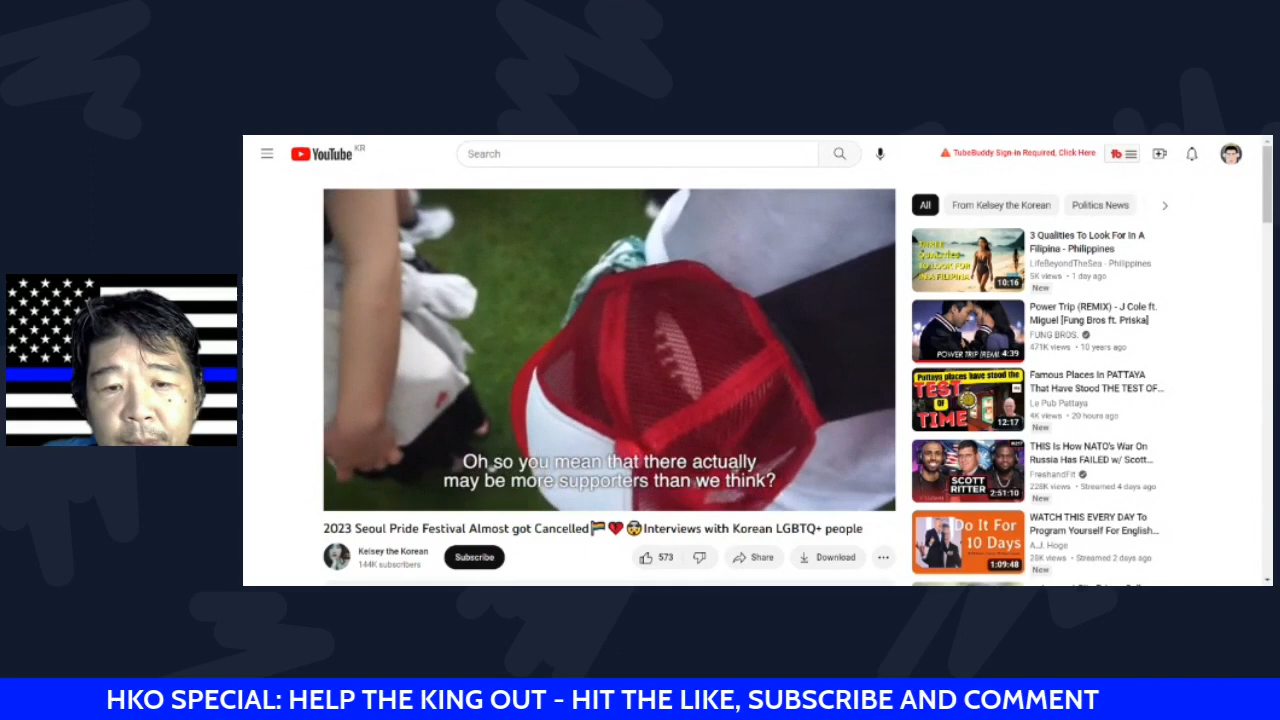 YouTube KR
Search
TubeBuddy Sign-in Required, Click Here
All
From Kelsey the Korean
Politics News
Oh so you mean that there actually
may be more supporters than we think?
2023 Seoul Pride Festival Almost got Cancelled🏳️‍🌈❤️🤯Interviews with Korean LGBTQ+ people
Kelsey the Korean
144K subscribers
Subscribe
573
Share
Download
10:16
3 Qualities To Look For In A
Filipina - Philippines
LifeBeyondTheSea - Philippines
5K views • 1 day ago
New
POWER TRIP (REMI
4:39
Power Trip (REMIX) - J Cole ft.
Miguel [Fung Bros ft. Priska]
FUNG BROS.
471K views • 10 years ago
Pattaya places have stood the
TEST
OF
TIME
12:17
Famous Places In PATTAYA
That Have Stood THE TEST OF...
Le Pub Pattaya
4K views • 20 hours ago
New
SCOTT
RITTER
2:51:10
THIS Is How NATO's War On
Russia Has FAILED w/ Scott...
FreshandFit
228K views • Streamed 4 days ago
New
Do It For
10 Days
1:09:48
WATCH THIS EVERY DAY To
Program Yourself For English...
A.J. Hoge
28K views • Streamed 2 days ago
New
HKO SPECIAL: HELP THE KING OUT - HIT THE LIKE, SUBSCRIBE AND COMMENT